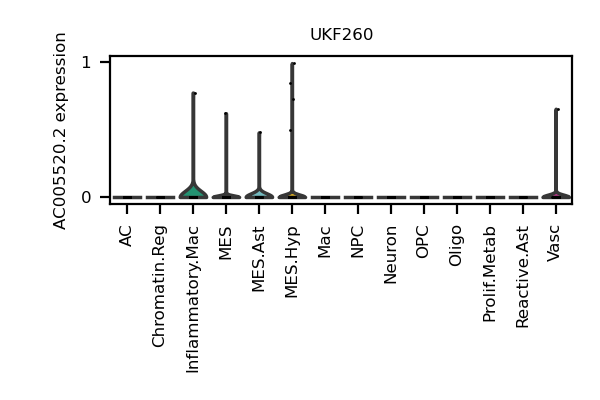 UKF260
AC005520.2 expression
1
0
AC
Chromatin.Reg
Inflammatory.Mac
MES
MES.Ast
MES.Hyp
Mac
NPC
Neuron
OPC
Oligo
Prolif.Metab
Reactive.Ast
Vasc